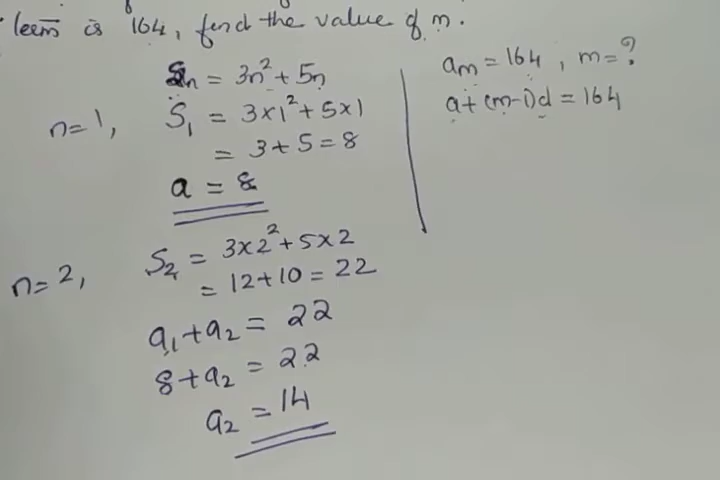 term is 164, find the value of m.
Sn = 3n² + 5n
n=1, S₁ = 3×1² + 5×1
= 3 + 5 = 8
a = 8
n=2, S₂ = 3×2² + 5×2
= 12 + 10 = 22
a₁ + a₂ = 22
8 + a₂ = 22
a₂ = 14
am = 164, m = ?
a + (m-1)d = 164